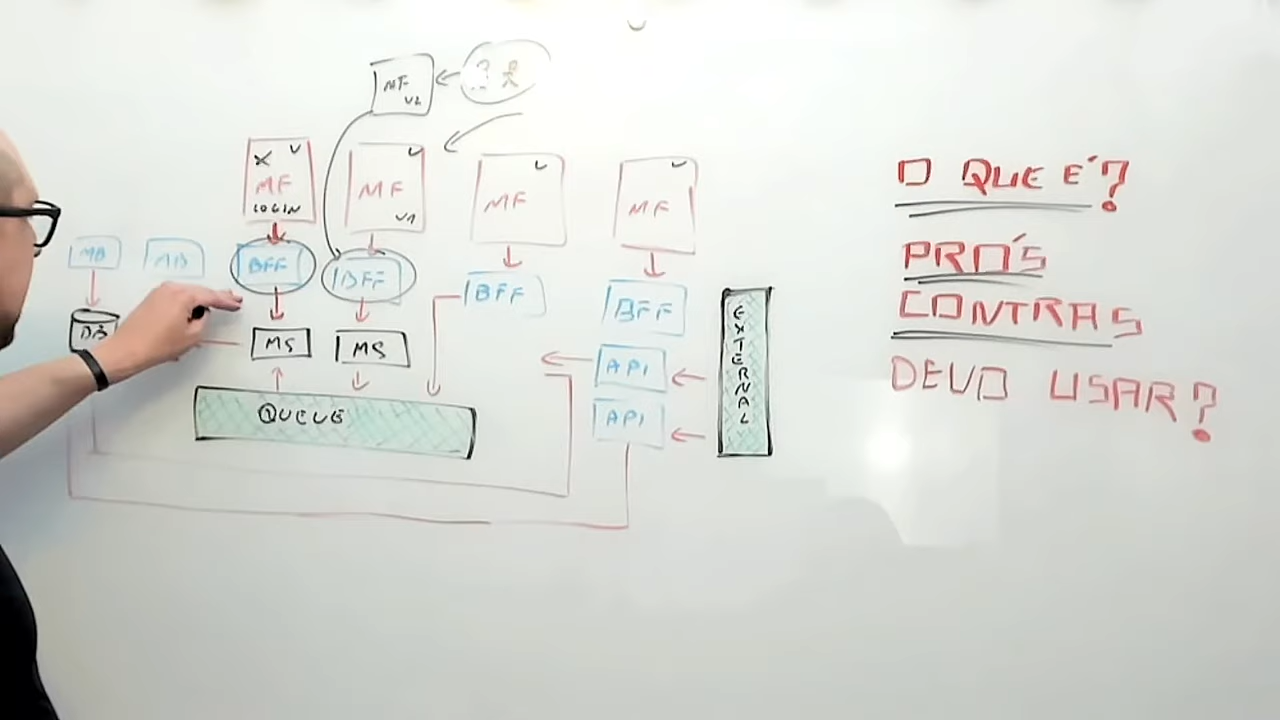 MF
V2
X
MF
LOGIN
MF
V1
MF
MF
MB
MB
BFF
BFF
BFF
BFF
DB
MS
MS
API
API
QUEUE
EXTERNAL
O QUE É?
PRÓS
CONTRAS
DEVO USAR?